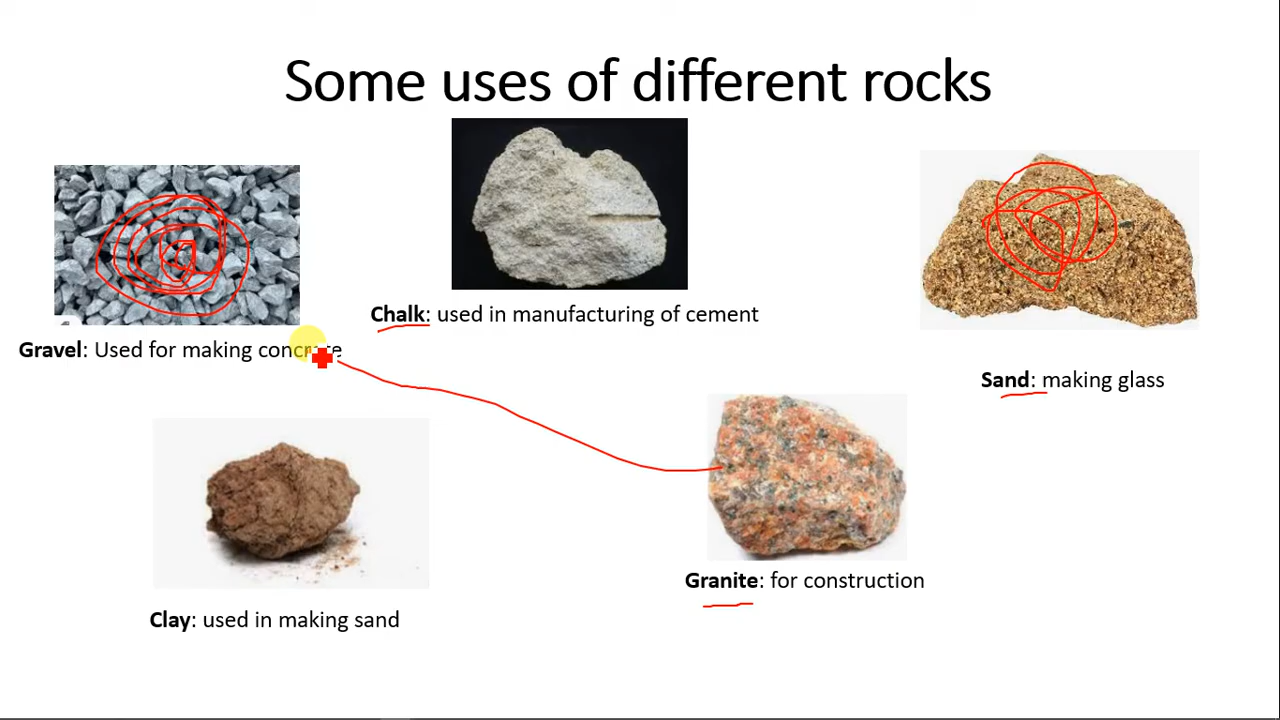 Some uses of different rocks
Chalk: used in manufacturing of cement
Gravel: Used for making concrete
Sand: making glass
Granite: for construction
Clay: used in making sand